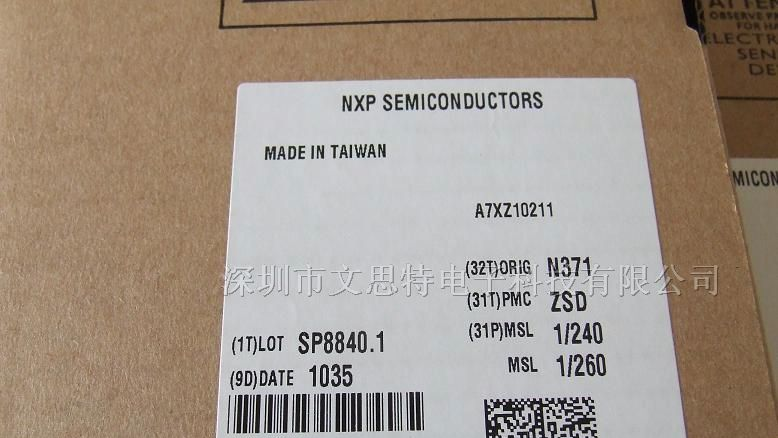 NXP SEMICONDUCTORS
MADE IN TAIWAN
A7XZ10211
(32T)ORIG N371
深圳市文思特电子科技有限公司
(31T)PMC ZSD
(1T)LOT SP8840.1
(31P)MSL 1/240
MSL 1/260
(9D)DATE 1035
OBSERVE
FOR